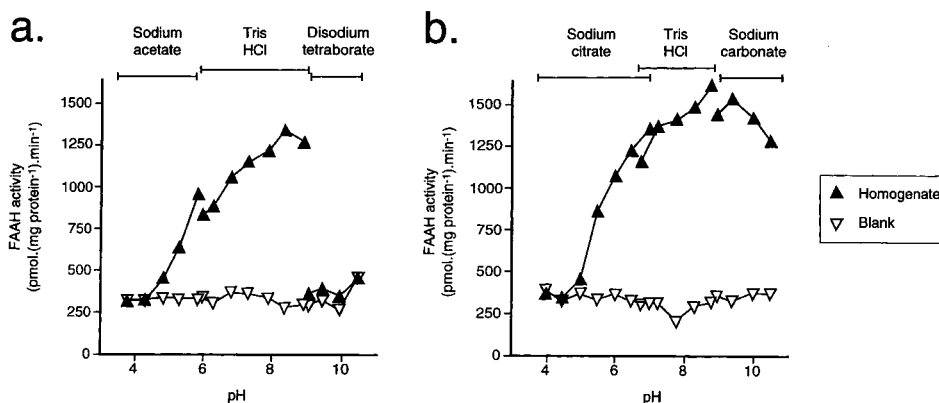 a.
Sodium
acetate
Tris
HCl
Disodium
tetraborate
FAAH activity
(pmol.(mg protein⁻¹).min⁻¹)
1500
1250
1000
750
500
250
0
4
6
8
10
pH
b.
Sodium
citrate
Tris
HCl
Sodium
carbonate
FAAH activity
(pmol.(mg protein⁻¹).min⁻¹)
1500
1250
1000
750
500
250
0
4
6
8
10
pH
Homogenate
Blank